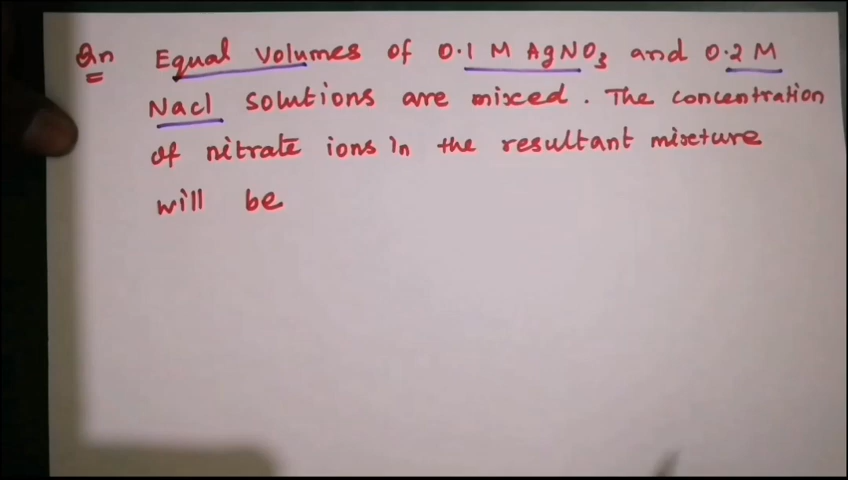 Qn Equal volumes of 0.1 M AgNO₃ and 0.2 M
Nacl solutions are mixed. The concentration
of nitrate ions in the resultant mixture
will be